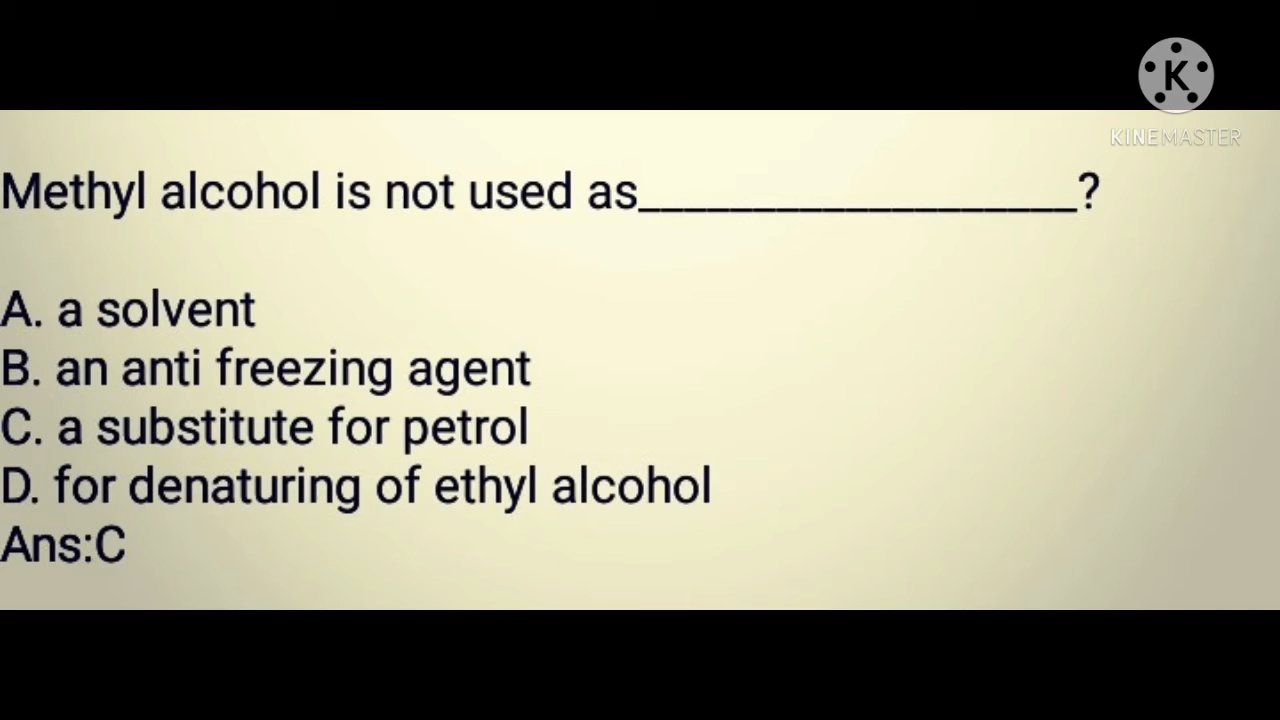 K
KINEMASTER
Methyl alcohol is not used as___________________?
A. a solvent
B. an anti freezing agent
C. a substitute for petrol
D. for denaturing of ethyl alcohol
Ans:C